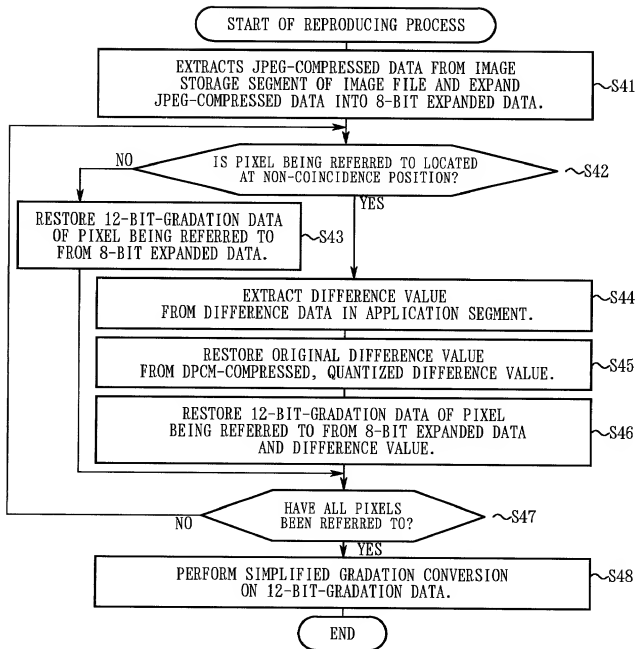 START OF REPRODUCING PROCESS
EXTRACTS JPEG-COMPRESSED DATA FROM IMAGE
STORAGE SEGMENT OF IMAGE FILE AND EXPAND
JPEG-COMPRESSED DATA INTO 8-BIT EXPANDED DATA.
S41
NO
IS PIXEL BEING REFERRED TO LOCATED
AT NON-COINCIDENCE POSITION?
S42
YES
RESTORE 12-BIT-GRADATION DATA
OF PIXEL BEING REFERRED TO
FROM 8-BIT EXPANDED DATA.
S43
EXTRACT DIFFERENCE VALUE
FROM DIFFERENCE DATA IN APPLICATION SEGMENT.
S44
RESTORE ORIGINAL DIFFERENCE VALUE
FROM DPCM-COMPRESSED, QUANTIZED DIFFERENCE VALUE.
S45
RESTORE 12-BIT-GRADATION DATA OF PIXEL
BEING REFERRED TO FROM 8-BIT EXPANDED DATA
AND DIFFERENCE VALUE.
S46
HAVE ALL PIXELS
BEEN REFERRED TO?
S47
NO
YES
PERFORM SIMPLIFIED GRADATION CONVERSION
ON 12-BIT-GRADATION DATA.
S48
END